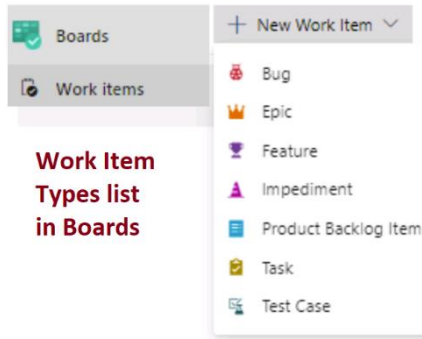 Boards
Work items
Work Item
Types list
in Boards
New Work Item
Bug
Epic
Feature
Impediment
Product Backlog Item
Task
Test Case